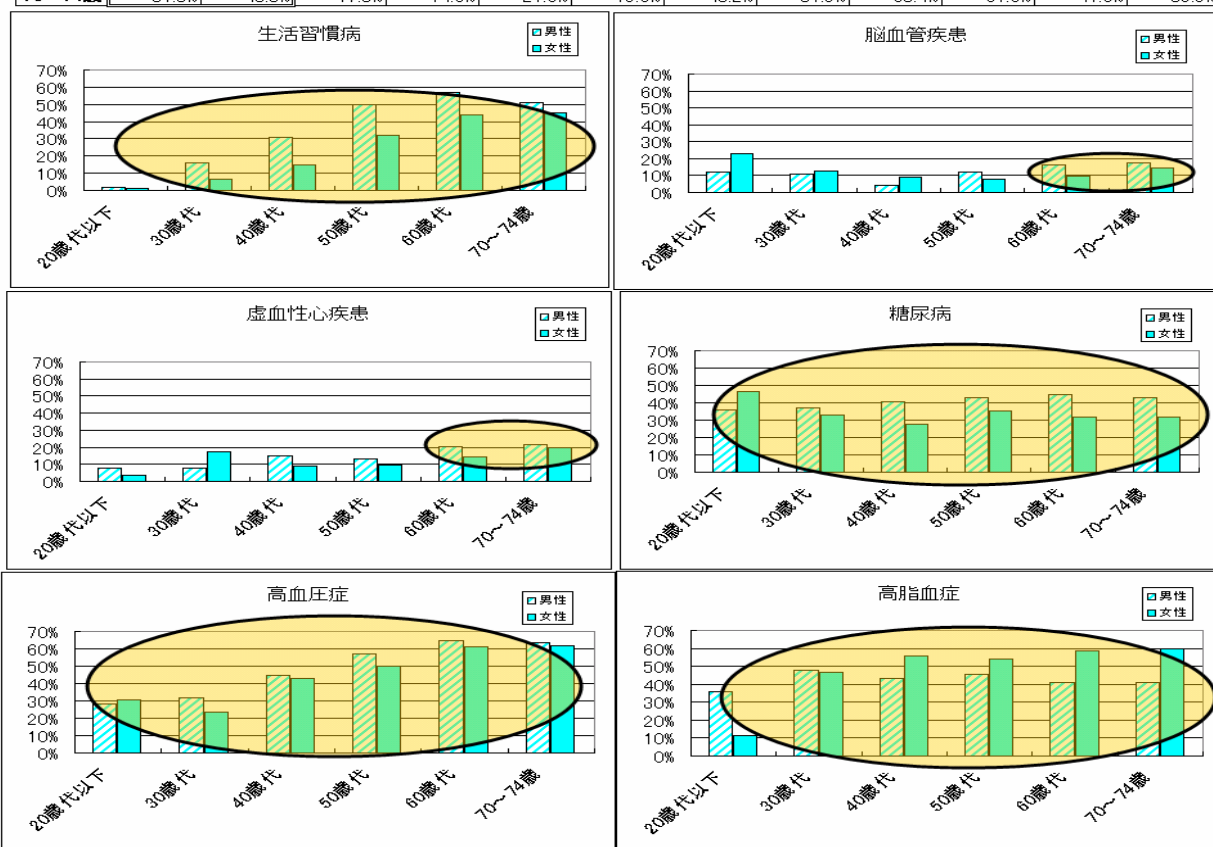 生活習慣病
男性
女性
70%
60%
50%
40%
30%
20%
10%
0%
20歳代以下
30歳代
40歳代
50歳代
60歳代
70～74歳
脳血管疾患
男性
女性
70%
60%
50%
40%
30%
20%
10%
0%
20歳代以下
30歳代
40歳代
50歳代
60歳代
70～74歳
虚血性心疾患
男性
女性
70%
60%
50%
40%
30%
20%
10%
0%
20歳代以下
30歳代
40歳代
50歳代
60歳代
70～74歳
糖尿病
男性
女性
70%
60%
50%
40%
30%
20%
10%
0%
20歳代以下
30歳代
40歳代
50歳代
60歳代
70～74歳
高血圧症
男性
女性
70%
60%
50%
40%
30%
20%
10%
0%
20歳代以下
30歳代
40歳代
50歳代
60歳代
70～74歳
高脂血症
男性
女性
70%
60%
50%
40%
30%
20%
10%
0%
20歳代以下
30歳代
40歳代
50歳代
60歳代
70～74歳